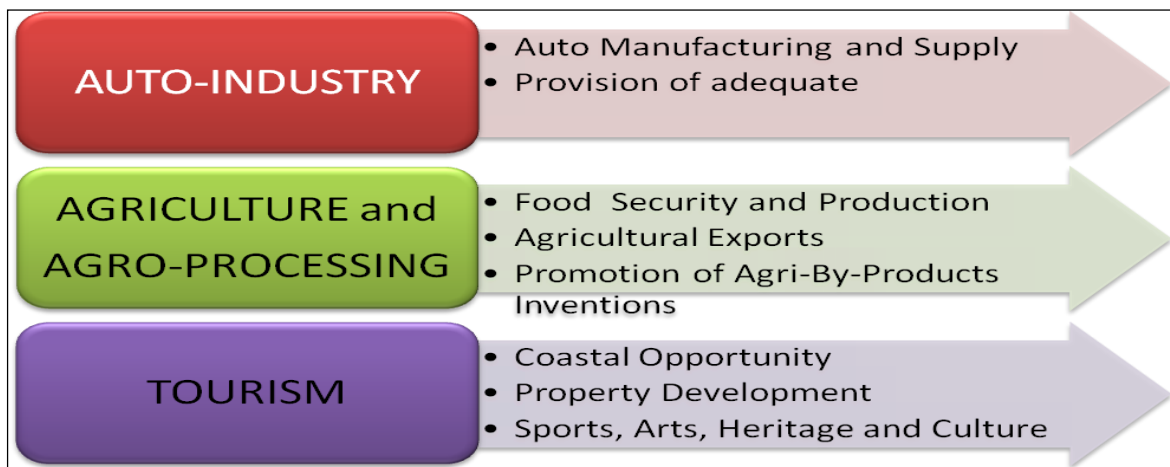 AUTO-INDUSTRY
• Auto Manufacturing and Supply
• Provision of adequate
AGRICULTURE and
AGRO-PROCESSING
• Food Security and Production
• Agricultural Exports
• Promotion of Agri-By-Products
Inventions
TOURISM
• Coastal Opportunity
• Property Development
• Sports, Arts, Heritage and Culture